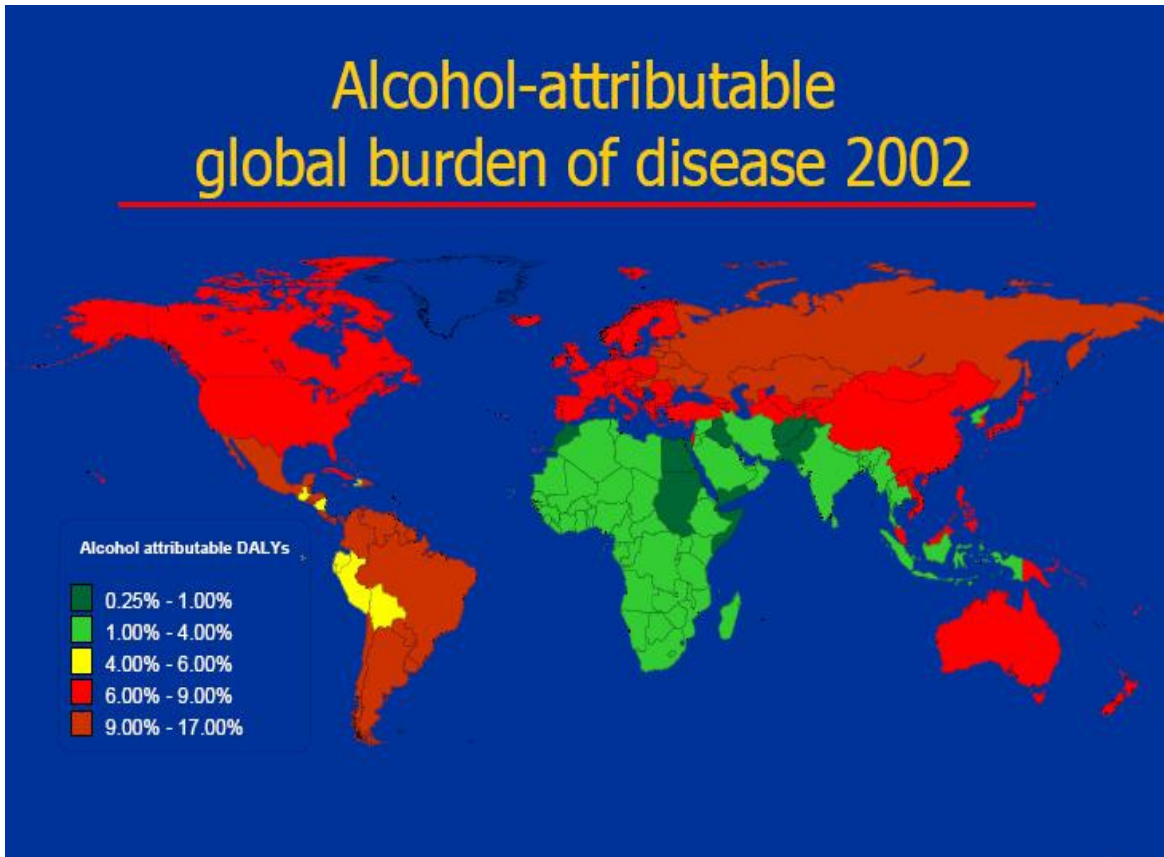 Alcohol-attributable
global burden of disease 2002
Alcohol attributable DALYs
0.25% - 1.00%
1.00% - 4.00%
4.00% - 6.00%
6.00% - 9.00%
9.00% - 17.00%